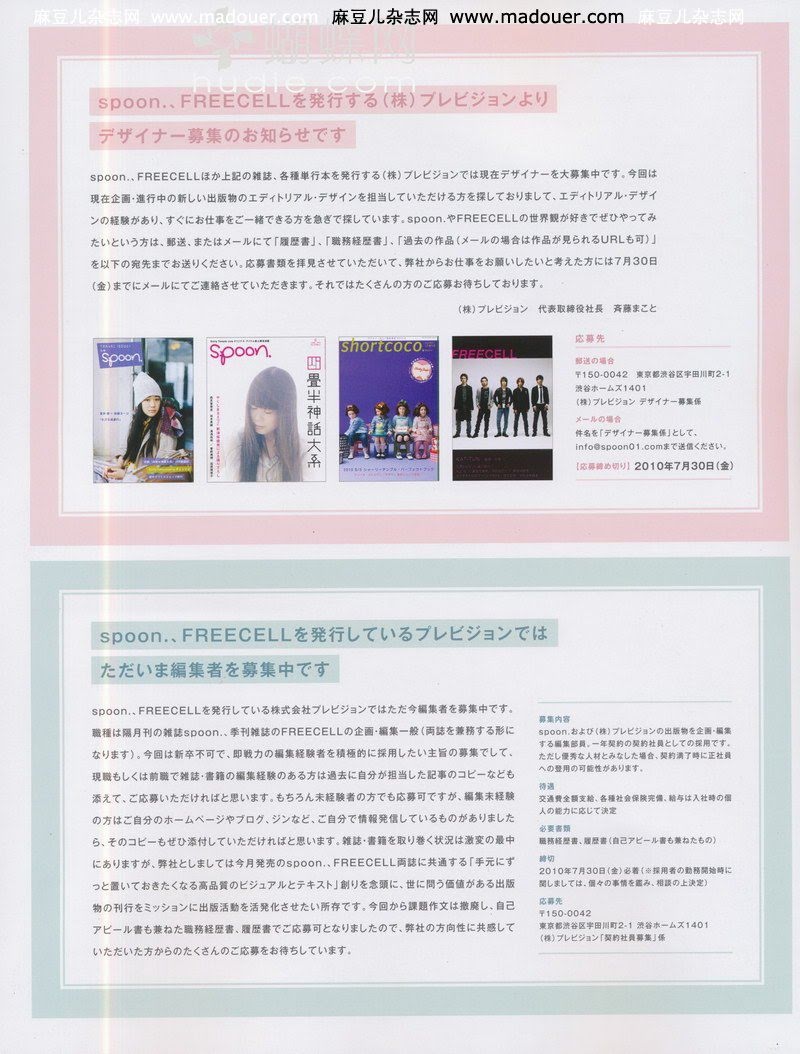 麻豆儿杂志网 www.madouer.com 麻豆儿杂志网 www.madouer.com 麻豆儿杂志网
蝴蝶网
hudie.com
spoon.、FREECELLを発行する(株)プレビジョンより
デザイナー募集のお知らせです
spoon.、FREECELLほか上記の雑誌、各種単行本を発行する(株)プレビジョンでは現在デザイナーを大募集中です。今回は
現在企画・進行中の新しい出版物のエディトリアル・デザインを担当していただける方を探しておりまして、エディトリアル・デザイ
ンの経験があり、すぐにお仕事をご一緒できる方を急ぎで探しています。spoon.やFREECELLの世界観が好きでぜひやってみ
たいという方は、郵送、またはメールにて「履歴書」、「職務経歴書」、「過去の作品(メールの場合は作品が見られるURLも可)」
を以下の宛先までお送りください。応募書類を拝見させていただいて、弊社からお仕事をお願いしたいと考えた方には7月30日
(金)までにメールにてご連絡させていただきます。それではたくさんの方のご応募お待ちしております。
(株)プレビジョン 代表取締役社長 斉藤まこと
spoon.
spoon.
四畳半神話大系
shortcoco.
2010 S/S シャーリーテンプル・パーフェクトブック
FREECELL
KAT-TUN
応募先
郵送の場合
〒150-0042 東京都渋谷区宇田川町2-1
渋谷ホームズ1401
(株)プレビジョン デザイナー募集係
メールの場合
件名を「デザイナー募集係」として、
info@spoon01.comまで送信ください。
【応募締め切り】2010年7月30日(金)
spoon.、FREECELLを発行しているプレビジョンでは
ただいま編集者を募集中です
spoon.、FREECELLを発行している株式会社プレビジョンではただ今編集者を募集中です。
職種は隔月刊の雑誌spoon.、季刊雑誌のFREECELLの企画・編集一般(両誌を兼務する形に
なります)。今回は新卒不可で、即戦力の編集経験者を積極的に採用したい主旨の募集でして、
現職もしくは前職で雑誌・書籍の編集経験のある方は過去に自分が担当した記事のコピーなども
添えて、ご応募いただければと思います。もちろん未経験者の方でも応募可ですが、編集未経験
の方はご自分のホームページやブログ、ジンなど、ご自分で情報発信しているものがありました
ら、そのコピーもぜひ添付していただければと思います。雑誌・書籍を取り巻く状況は激変の最中
にありますが、弊社としましては今月発売のspoon.、FREECELL両誌に共通する「手元にず
っと置いておきたくなる高品質のビジュアルとテキスト」創りを念頭に、世に問う価値がある出版
物の刊行をミッションに出版活動を活発化させたい所存です。今回から課題作文は撤廃し、自己
アピール書も兼ねた職務経歴書、履歴書でご応募可となりましたので、弊社の方向性に共感して
いただいた方からのたくさんのご応募をお待ちしています。
募集内容
spoon.および(株)プレビジョンの出版物を企画・編集
する編集部員。一年契約の契約社員としての採用です。
ただし優秀な人材とみなした場合、契約満了時に正社員
への登用の可能性があります。
待遇
交通費全額支給、各種社会保険完備、給与は入社時の個
人の能力に応じて決定
必要書類
職務経歴書、履歴書(自己アピール書も兼ねたもの)
締切
2010年7月30日(金)必着(※採用者の勤務開始時に
関しましては、個々の事情を鑑み、相談の上決定)
応募先
〒150-0042
東京都渋谷区宇田川町2-1 渋谷ホームズ1401
(株)プレビジョン「契約社員募集」係